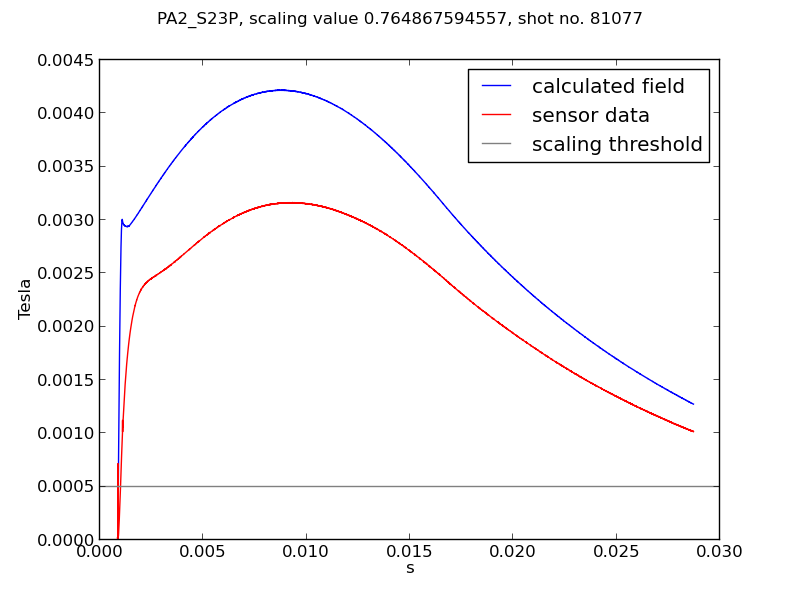 PA2_S23P, scaling value 0.764867594557, shot no. 81077
0.0045
0.0040
0.0035
0.0030
0.0025
0.0020
0.0015
0.0010
0.0005
0.0000
Tesla
calculated field
sensor data
scaling threshold
0.000
0.005
0.010
0.015
0.020
0.025
0.030
s